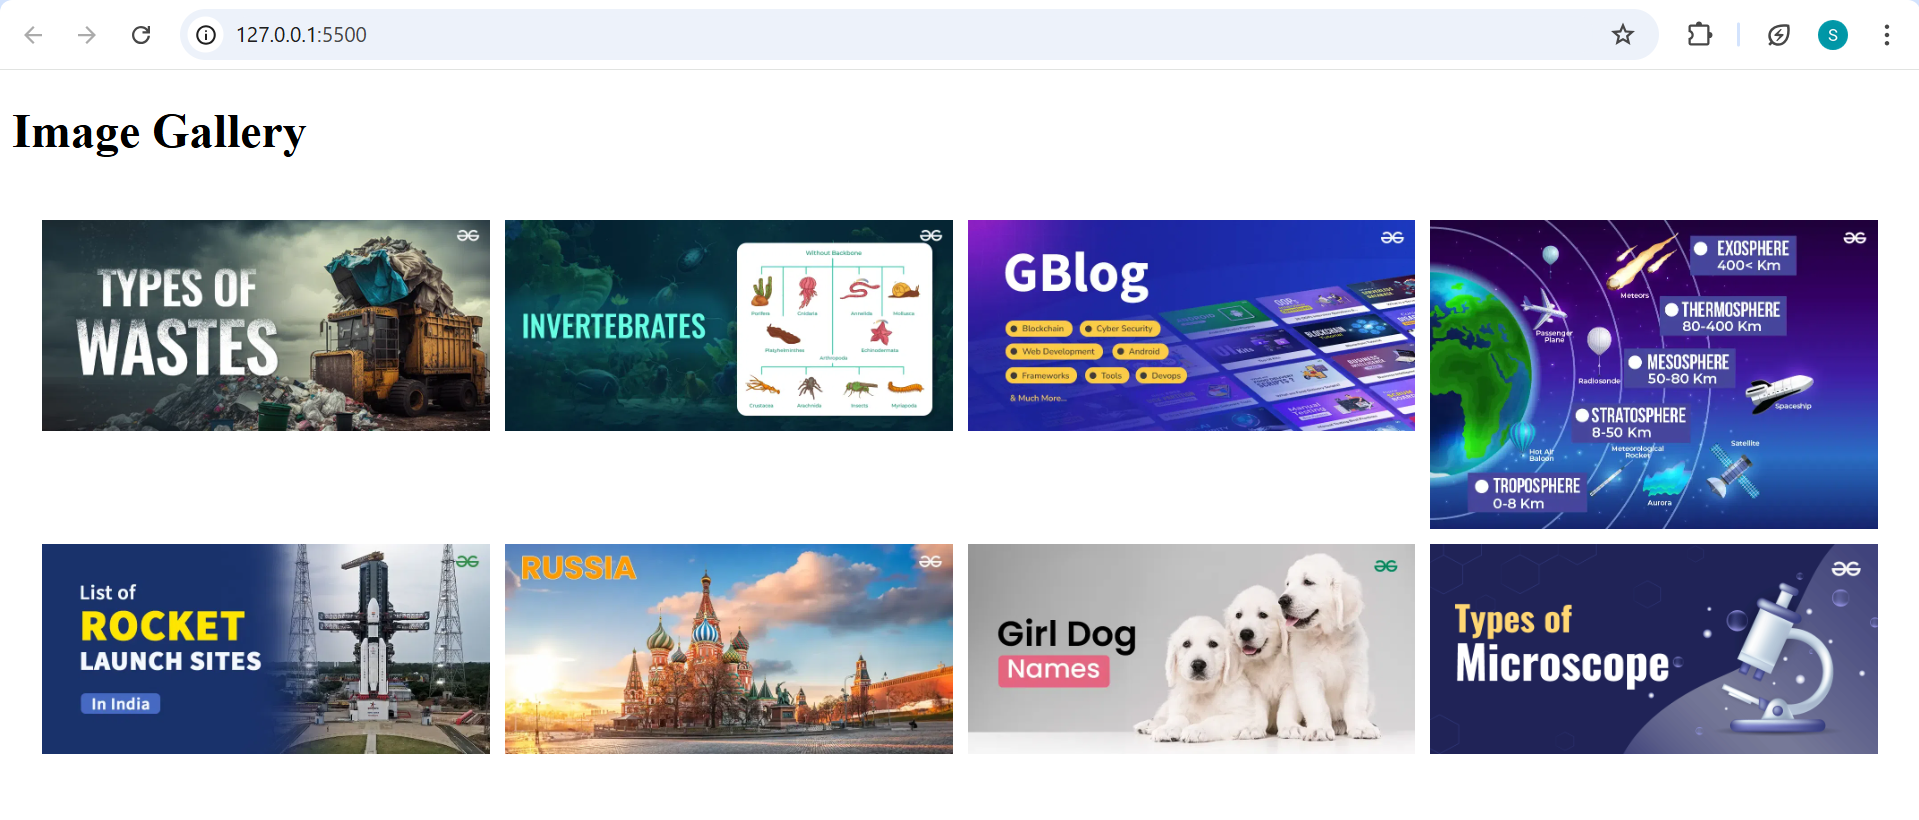 127.0.0.1:5500
S
Image Gallery
TYPES OF
WASTES
INVERTEBRATES
Without Backbone
Porifera
Cnidaria
Annelida
Mollusca
Platyhelminthes
Echinodermata
Arthropoda
Crustacea
Arachnida
Insects
Myriapoda
GBlog
Blockchain
Cyber Security
Web Development
Android
Frameworks
Tools
Devops
& Much More...
EXOSPHERE
400< Km
Meteors
THERMOSPHERE
80-400 Km
Passenger
Plane
MESOSPHERE
50-80 Km
Radiosonde
Spaceship
STRATOSPHERE
8-50 Km
Hot Air
Baloon
Meteorological
Rocket
Satellite
TROPOSPHERE
0-8 Km
Aurora
List of
ROCKET
LAUNCH SITES
In India
RUSSIA
Girl Dog
Names
Types of
Microscope